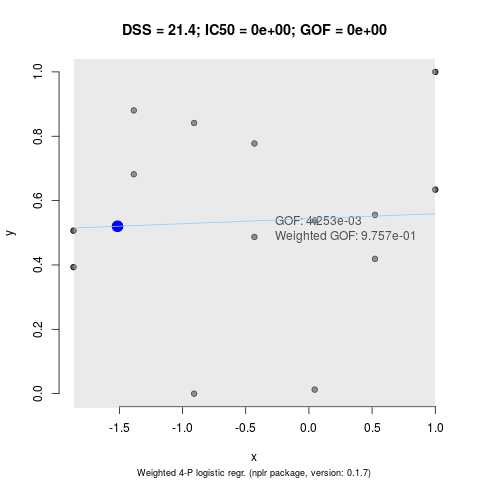 DSS = 21.4; IC50 = 0e+00; GOF = 0e+00
1.0
0.8
0.6
0.4
0.2
0.0
y
GOF: 4.253e-03
Weighted GOF: 9.757e-01
-1.5 -1.0 -0.5 0.0 0.5 1.0
x
Weighted 4-P logistic regr. (nplr package, version: 0.1.7)